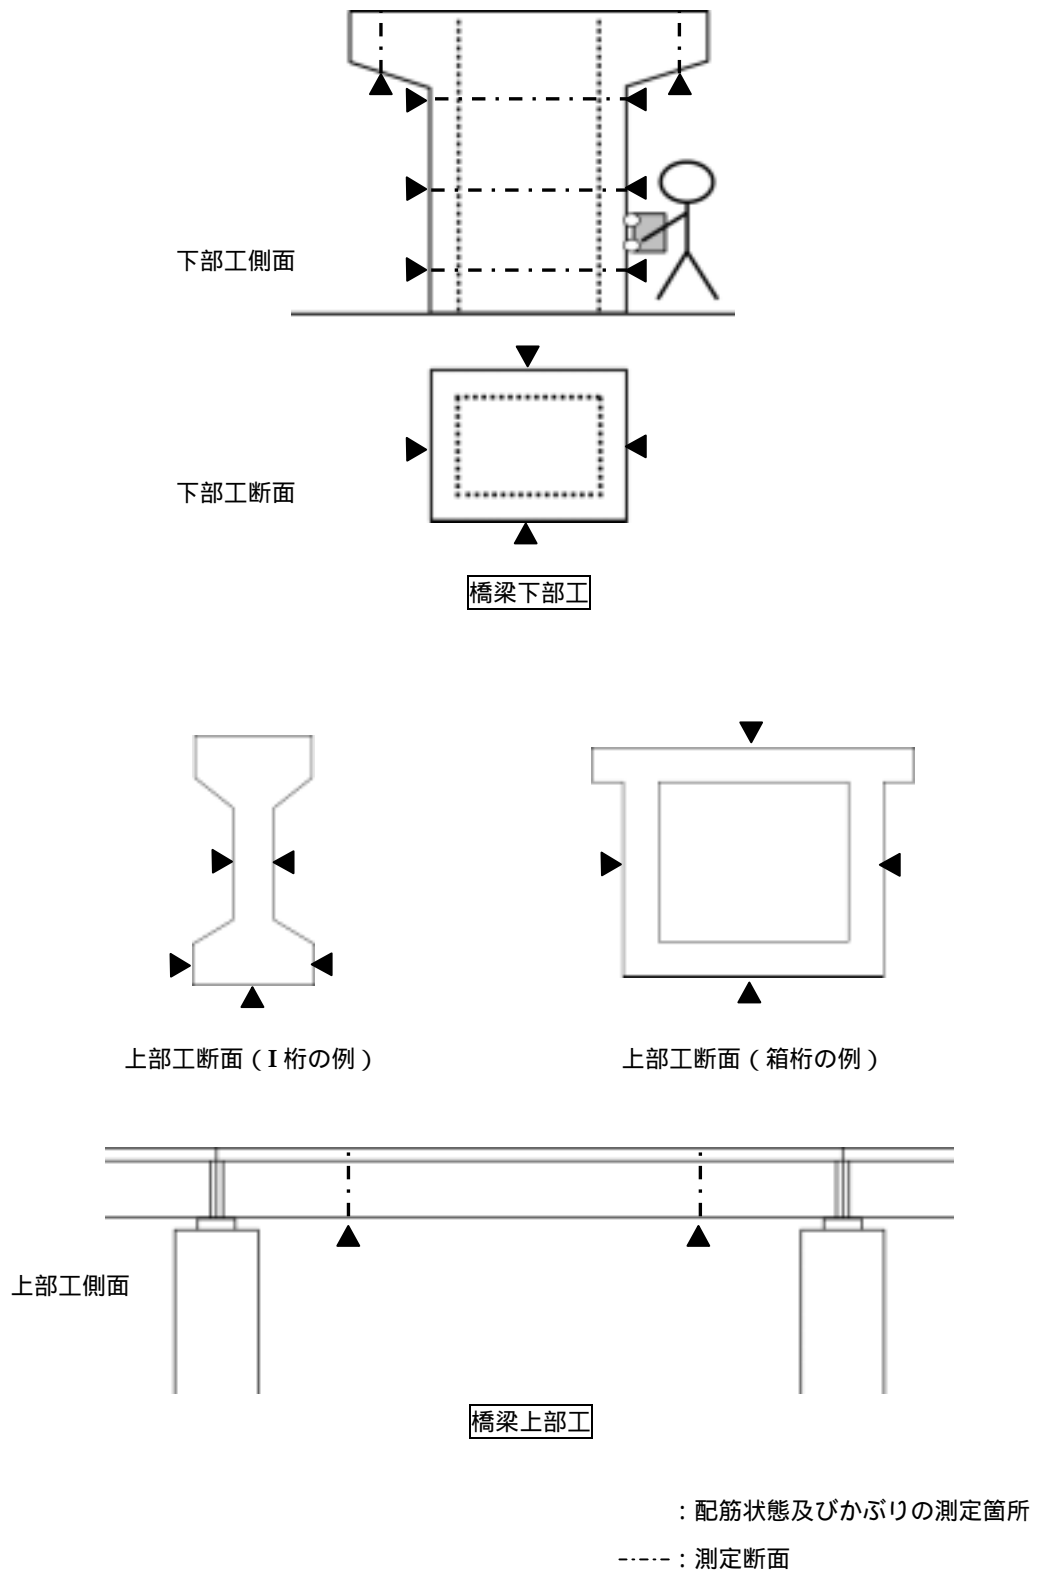 下部工側面
下部工断面
橋梁下部工
上部工断面（I 桁の例）
上部工断面（箱桁の例）
上部工側面
橋梁上部工
：配筋状態及びかぶりの測定箇所
：測定断面